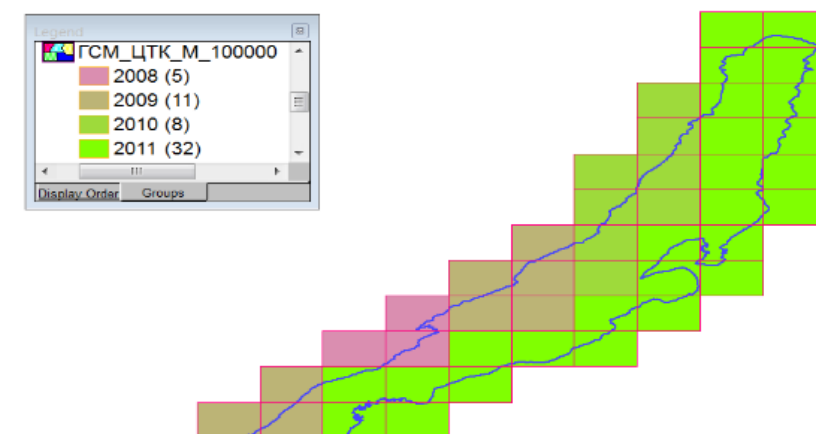 Legend
ГСМ_ЦТК_М_100000
2008 (5)
2009 (11)
2010 (8)
2011 (32)
Display Order Groups